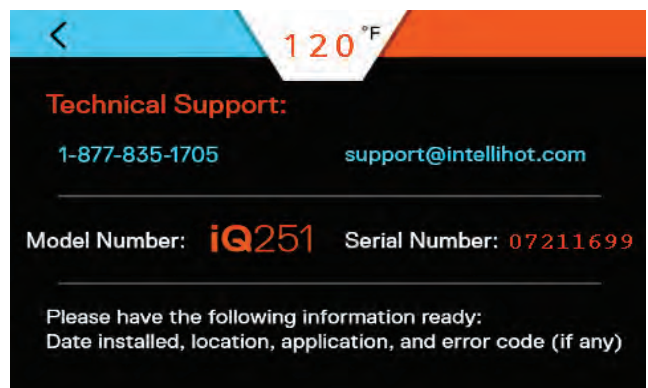 120°F
Technical Support:
1-877-835-1705 support@intellihot.com
Model Number: iQ251 Serial Number: 07211699
Please have the following information ready:
Date installed, location, application, and error code (if any)